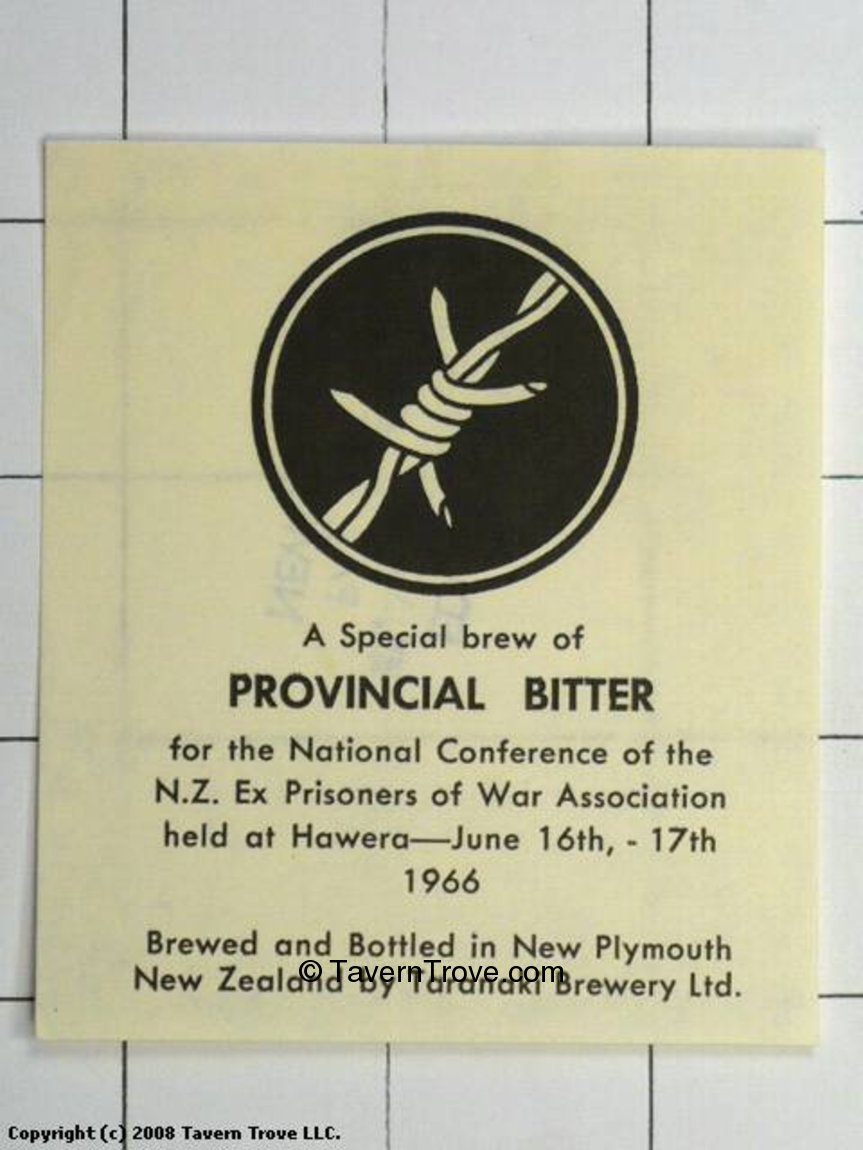 A Special brew of
PROVINCIAL BITTER
for the National Conference of the
N.Z. Ex Prisoners of War Association
held at Hawera—June 16th, - 17th
1966
Brewed and Bottled in New Plymouth
© TavernTrove.com
New Zealand by Taranaki Brewery Ltd.
Copyright (c) 2008 Tavern Trove LLC.